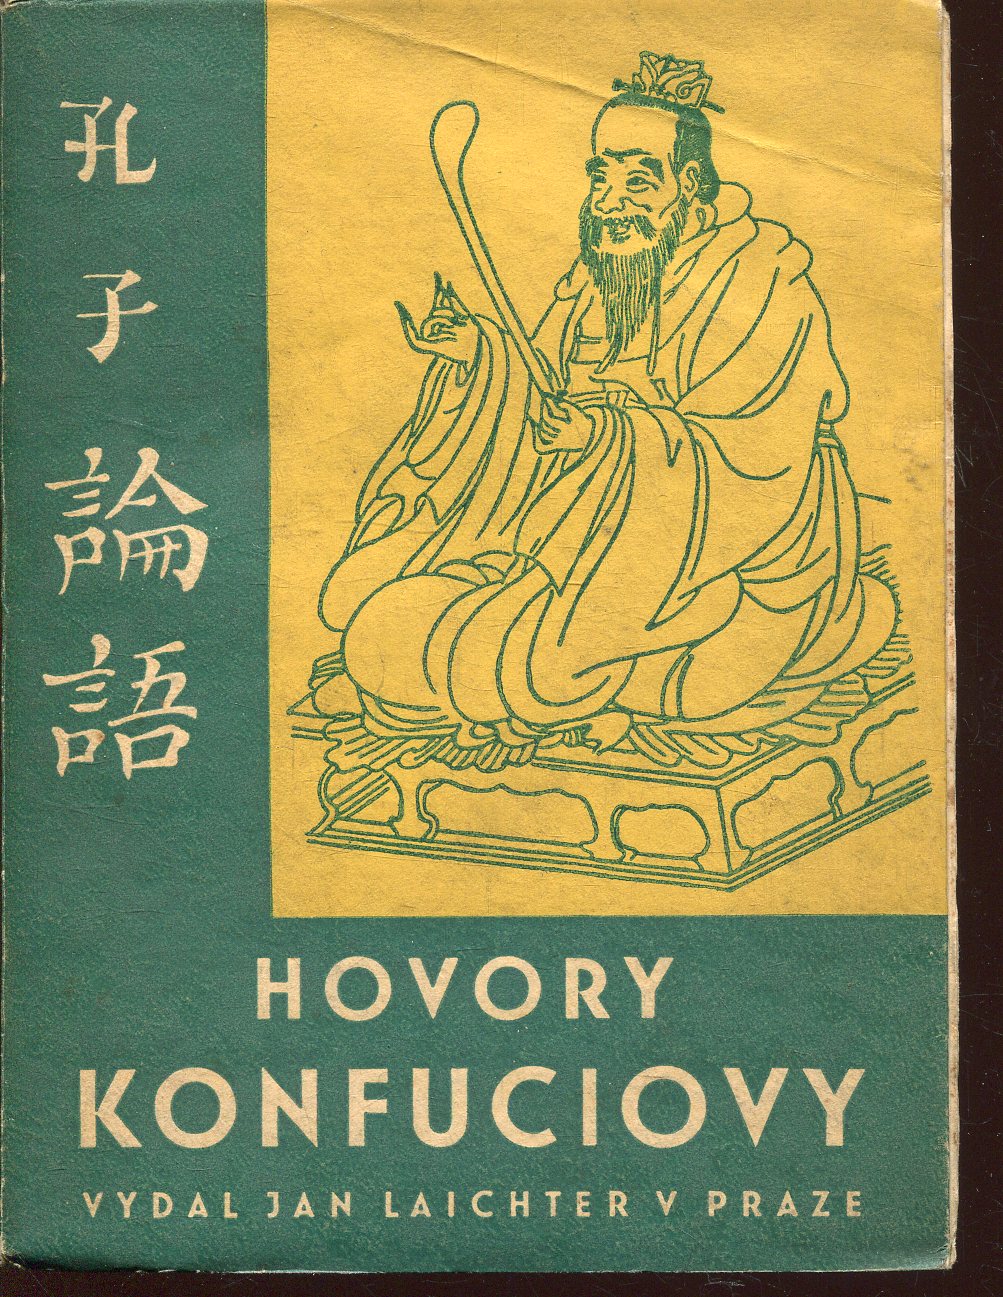 孔子論語
HOVORY
KONFUCIOVY
VYDAL JAN LAICHTER V PRAZE